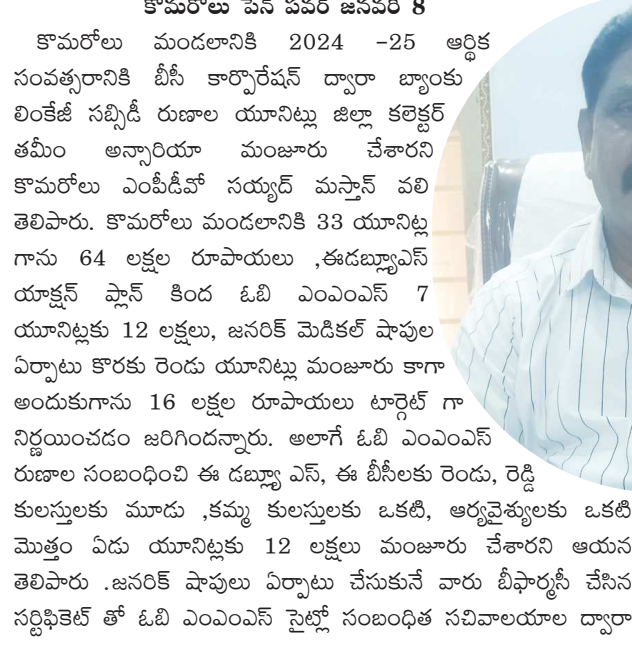 కొమరోలు పెన్ పవర్ జనవరి 8
కొమరోలు మండలానికి 2024 -25 ఆర్థిక
సంవత్సరానికి బీసీ కార్పొరేషన్ ద్వారా బ్యాంకు
లింకేజీ సబ్సిడీ రుణాల యూనిట్లు జిల్లా కలెక్టర్
తమీం అన్సారియా మంజూరు చేశారని
కొమరోలు ఎంపీడీవో సయ్యద్ మస్తాన్ వలి
తెలిపారు. కొమరోలు మండలానికి 33 యూనిట్ల
గాను 64 లక్షల రూపాయలు ,ఈడబ్ల్యూఎస్
యాక్షన్ ప్లాన్ కింద ఓబి ఎంఎంఎస్ 7
యూనిట్లకు 12 లక్షలు, జనరిక్ మెడికల్ షాపుల
ఏర్పాటు కొరకు రెండు యూనిట్లు మంజూరు కాగా
అందుకుగాను 16 లక్షల రూపాయలు టార్గెట్ గా
నిర్ణయించడం జరిగిందన్నారు. అలాగే ఓబి ఎంఎంఎస్
రుణాల సంబంధించి ఈ డబ్ల్యూ ఎస్, ఈ బీసీలకు రెండు, రెడ్డి
కులస్తులకు మూడు ,కమ్మ కులస్తులకు ఒకటి, ఆర్యవైశ్యులకు ఒకటి
మొత్తం ఏడు యూనిట్లకు 12 లక్షలు మంజూరు చేశారని ఆయన
తెలిపారు .జనరిక్ షాపులు ఏర్పాటు చేసుకునే వారు బీఫార్మసీ చేసిన
సర్టిఫికెట్ తో ఓబి ఎంఎంఎస్ సైట్లో సంబంధిత సచివాలయాల ద్వారా